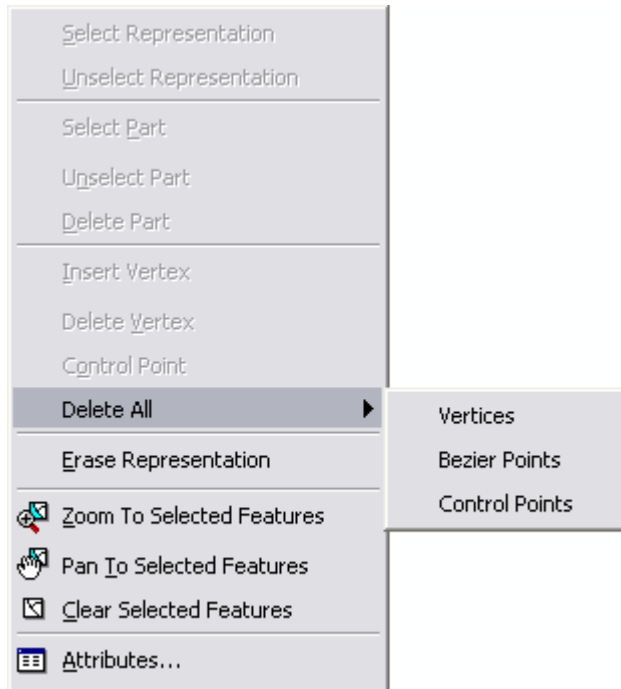 Select Representation
Unselect Representation
Select Part
Unselect Part
Delete Part
Insert Vertex
Delete Vertex
Control Point
Delete All
Vertices
Bezier Points
Control Points
Erase Representation
Zoom To Selected Features
Pan To Selected Features
Clear Selected Features
Attributes...